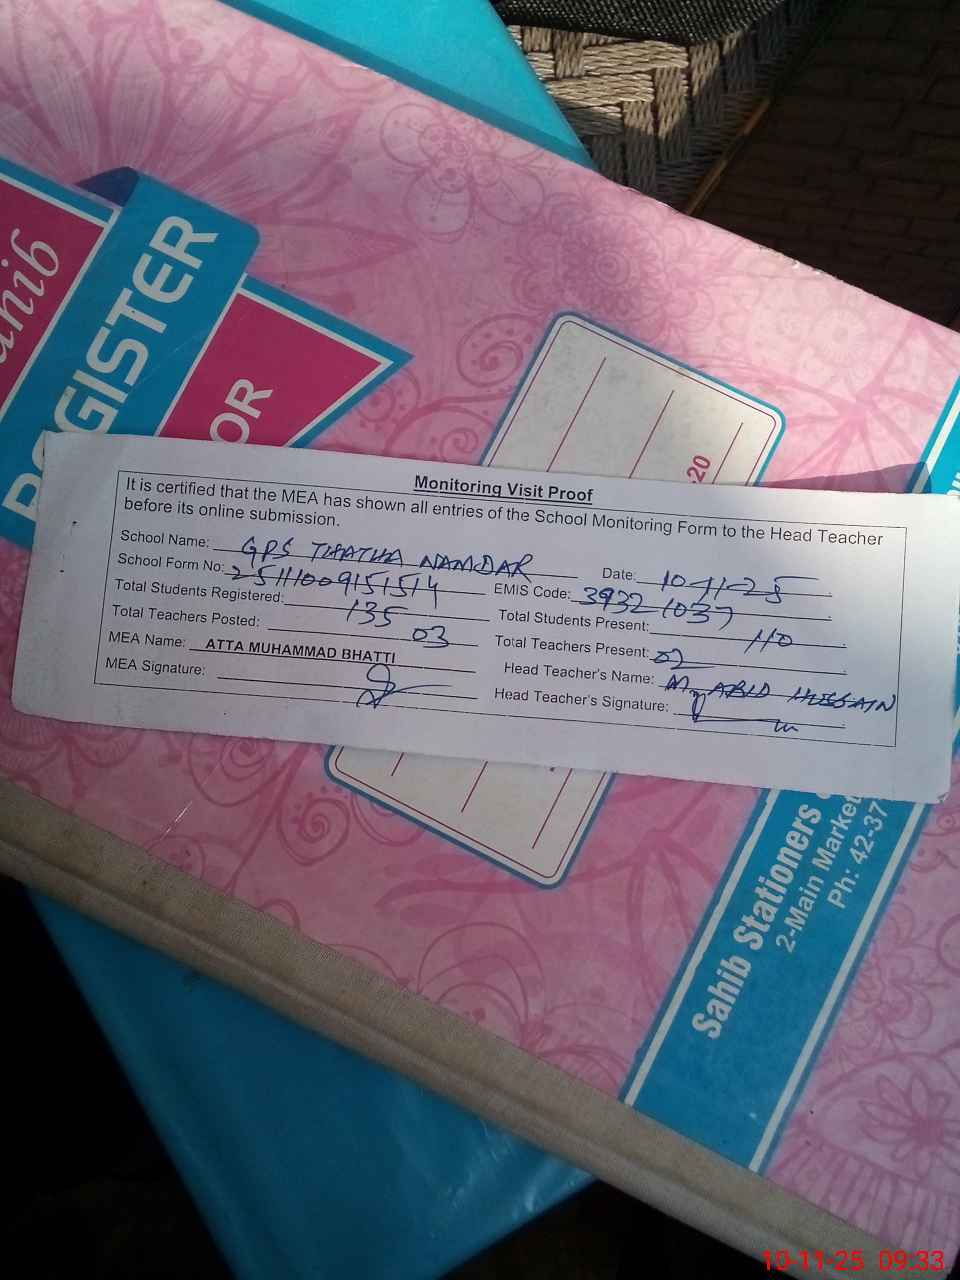 ahib
REGISTER
OR
20
Monitoring Visit Proof
It is certified that the MEA has shown all entries of the School Monitoring Form to the Head Teacher
before its online submission.
School Name: GPS THATHA NAMDAR Date: 10-11-25
School Form No: 25111009151514 EMIS Code: 39321037
Total Students Registered: 135 Total Students Present: 110
Total Teachers Posted: 03 Total Teachers Present: 02
MEA Name: ATTA MUHAMMAD BHATTI Head Teacher's Name: ABID HUSSAIN
MEA Signature: Head Teacher's Signature:
Sahib Stationers
2-Main Market
Ph: 42-37
10-11-25 09:33